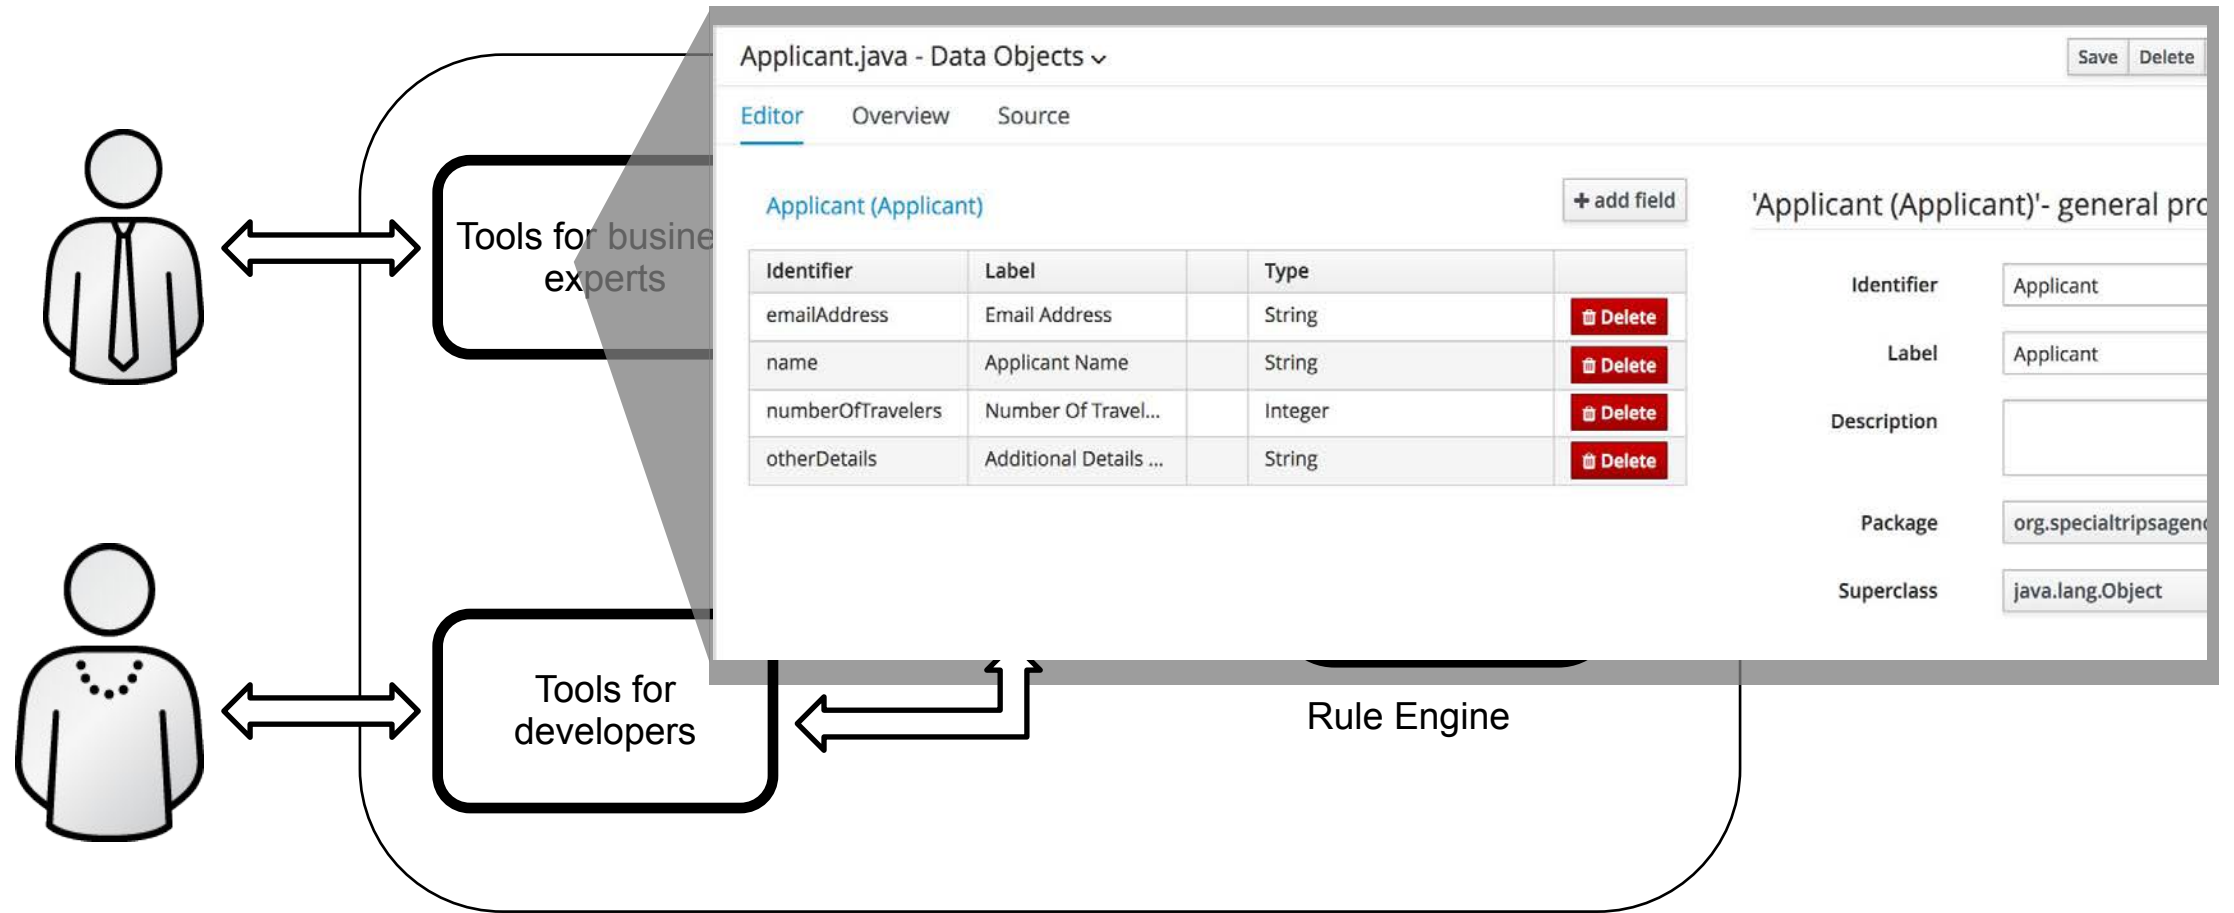 Applicant.java - Data Objects
Save Delete
Editor Overview Source
Applicant (Applicant)
+ add field
Identifier Label Type
emailAddress Email Address String Delete
name Applicant Name String Delete
numberOfTravelers Number Of Travel... Integer Delete
otherDetails Additional Details ... String Delete
'Applicant (Applicant)'- general pro
Identifier Applicant
Label Applicant
Description
Package org.specialtripsagenc
Superclass java.lang.Object
Tools for busine
experts
Tools for
developers
Rule Engine